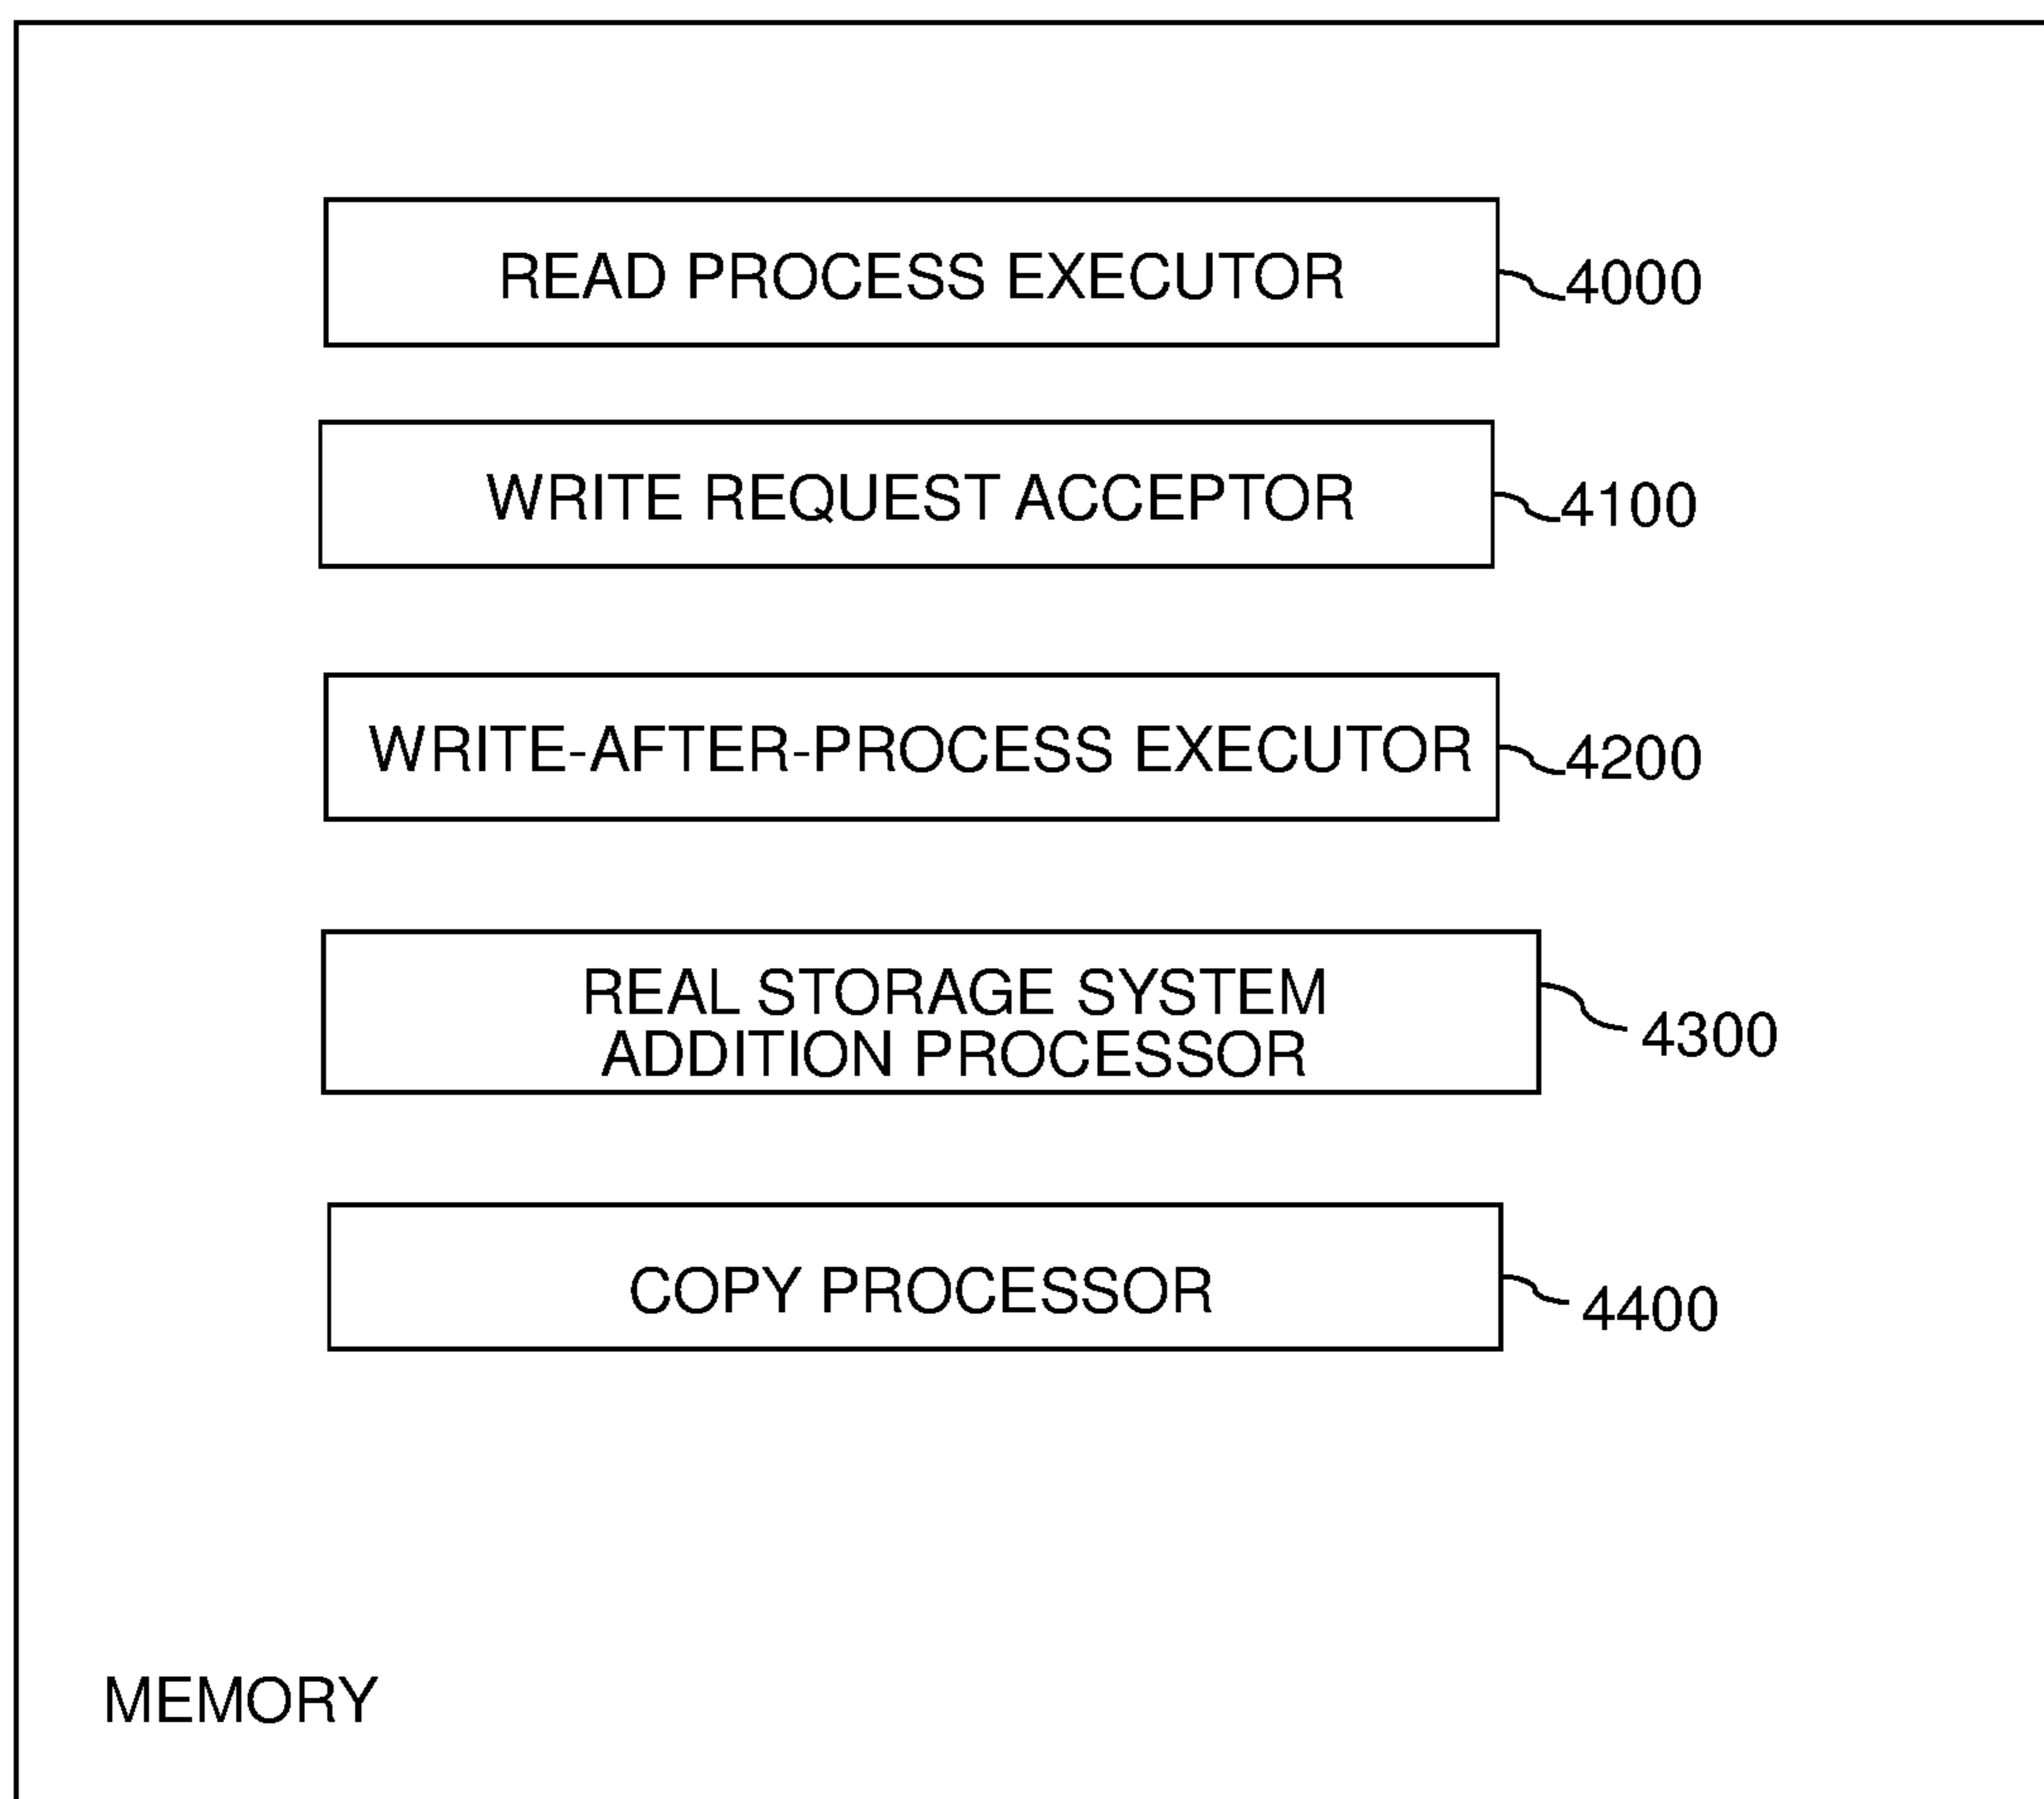 READ PROCESS EXECUTOR
4000
WRITE REQUEST ACCEPTOR
4100
WRITE-AFTER-PROCESS EXECUTOR
4200
REAL STORAGE SYSTEM
ADDITION PROCESSOR
4300
COPY PROCESSOR
4400
MEMORY